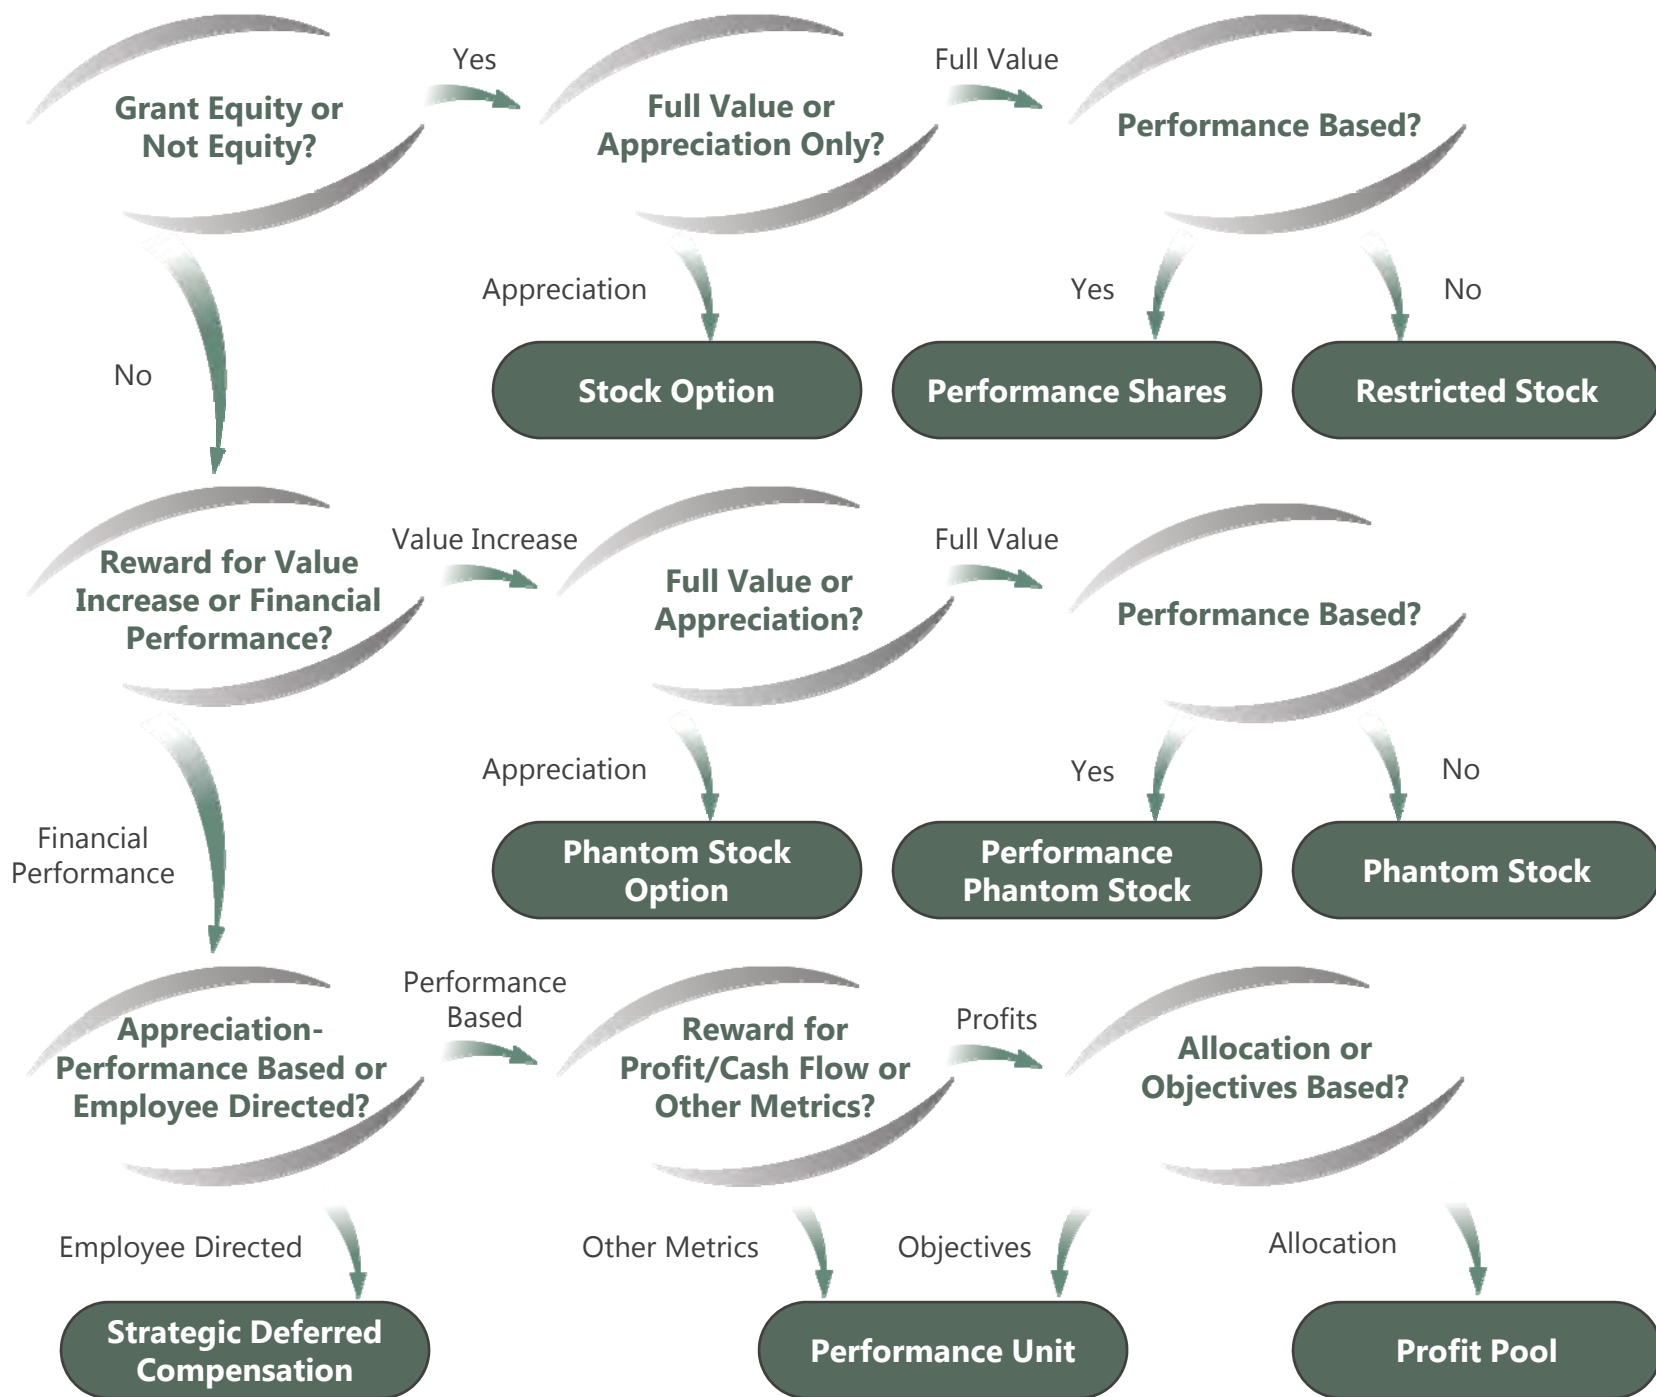 Yes
Full Value
Grant Equity or
Not Equity?
Full Value or
Appreciation Only?
Performance Based?
No
Appreciation
Yes
No
Stock Option
Performance Shares
Restricted Stock
Value Increase
Full Value
Reward for Value
Increase or Financial
Performance?
Full Value or
Appreciation?
Performance Based?
Financial
Performance
Appreciation
Yes
No
Phantom Stock
Option
Performance
Phantom Stock
Phantom Stock
Performance
Based
Profits
Appreciation-
Performance Based or
Employee Directed?
Reward for
Profit/Cash Flow or
Other Metrics?
Allocation or
Objectives Based?
Employee Directed
Other Metrics
Objectives
Allocation
Strategic Deferred
Compensation
Performance Unit
Profit Pool